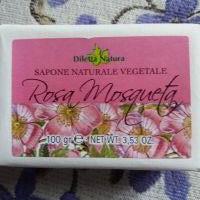 Diletta Natura
SAPONE NATURALE VEGETALE
Rosa Mosqueta
100 gr. e NET WT. 3,53 OZ.